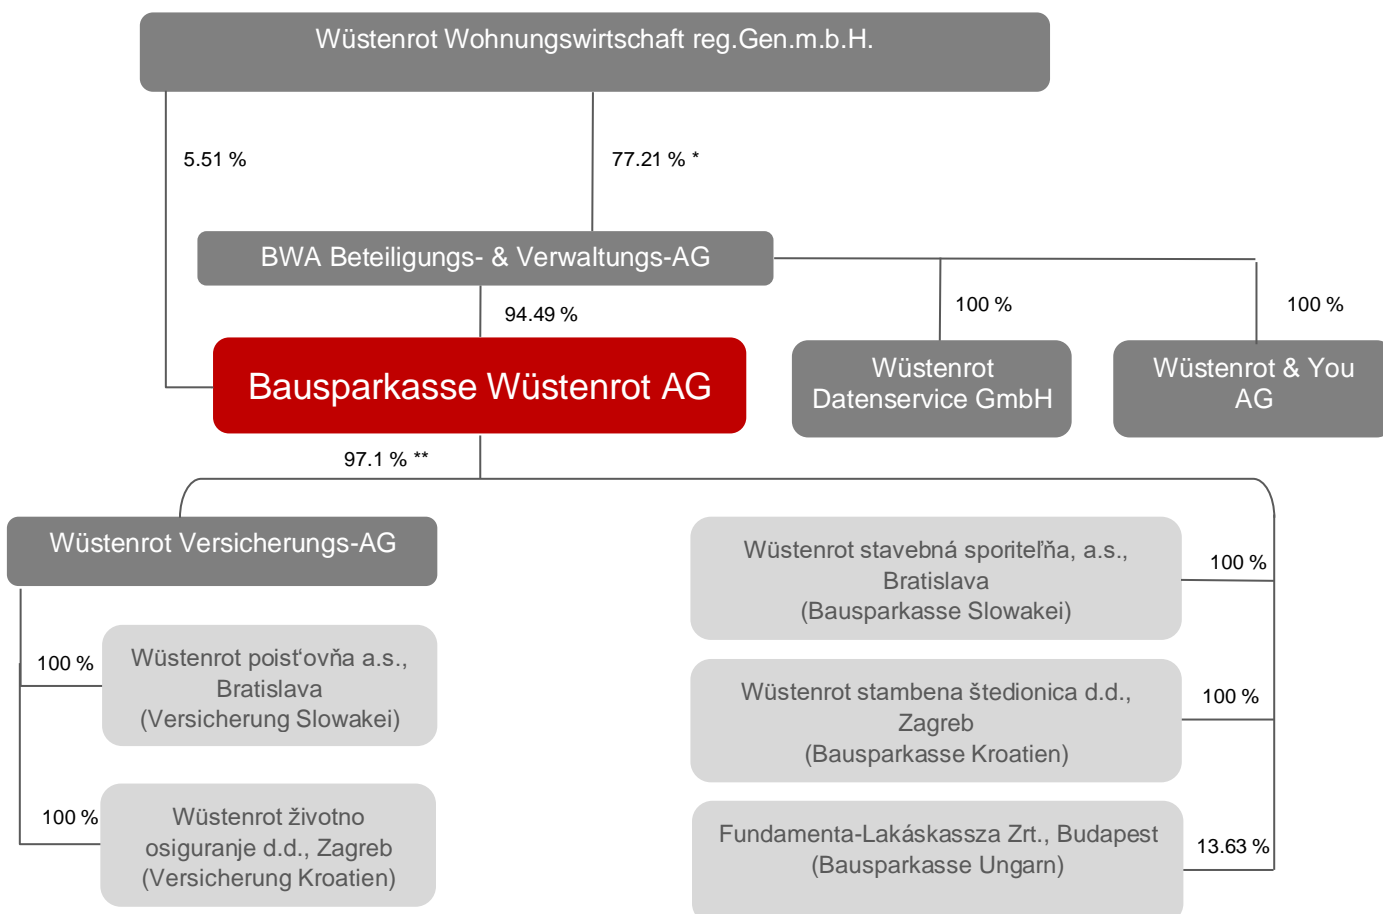 Wüstenrot Wohnungswirtschaft reg.Gen.m.b.H.
5.51 %
77.21 % *
BWA Beteiligungs- & Verwaltungs-AG
94.49 %
100 %
100 %
Bausparkasse Wüstenrot AG
Wüstenrot
Datenservice GmbH
Wüstenrot & You
AG
97.1 % **
Wüstenrot Versicherungs-AG
100 %
Wüstenrot poist‘ovňa a.s.,
Bratislava
(Versicherung Slowakei)
100 %
Wüstenrot životno
osiguranje d.d., Zagreb
(Versicherung Kroatien)
Wüstenrot stavebná sporiteľňa, a.s.,
Bratislava
(Bausparkasse Slowakei)
100 %
Wüstenrot stambena štedionica d.d.,
Zagreb
(Bausparkasse Kroatien)
100 %
Fundamenta-Lakáskassza Zrt., Budapest
(Bausparkasse Ungarn)
13.63 %